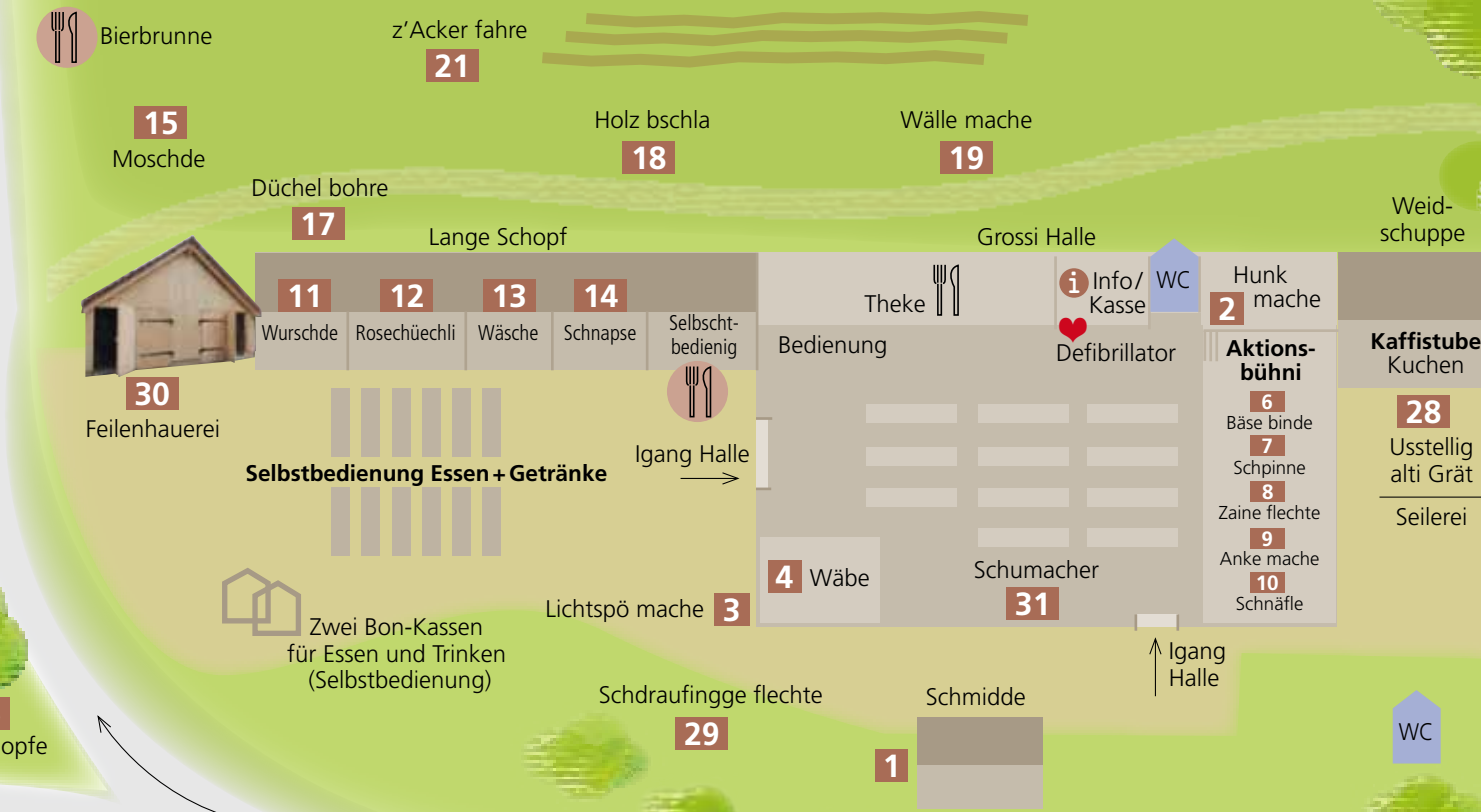 Bierbrunne
z'Acker fahre
21
15
Moschde
Holz bschla
18
Wälle mache
19
Düchel bohre
17
Lange Schopf
Grossi Halle
Weid-
schuppe
11
Wurschde
12
Rosechüechli
13
Wäsche
14
Schnapse
Selbscht-
bedienig
Theke
i Info/
Kasse
WC
Hunk
2 mache
Bedienung
Defibrillator
Aktions-
bühni
6
Bäse binde
7
Schpinne
8
Zaine flechte
9
Anke mache
10
Schnäfle
Kaffistube
Kuchen
28
Usstellig
alti Grät
Seilerei
30
Feilenhauerei
Selbstbedienung Essen+Getränke
Igang Halle
4 Wäbe
Schumacher
31
Lichtspö mache 3
Zwei Bon-Kassen
für Essen und Trinken
(Selbstbedienung)
Igang
Halle
Schdraufingge flechte
29
Schmidde
1
WC
opfe